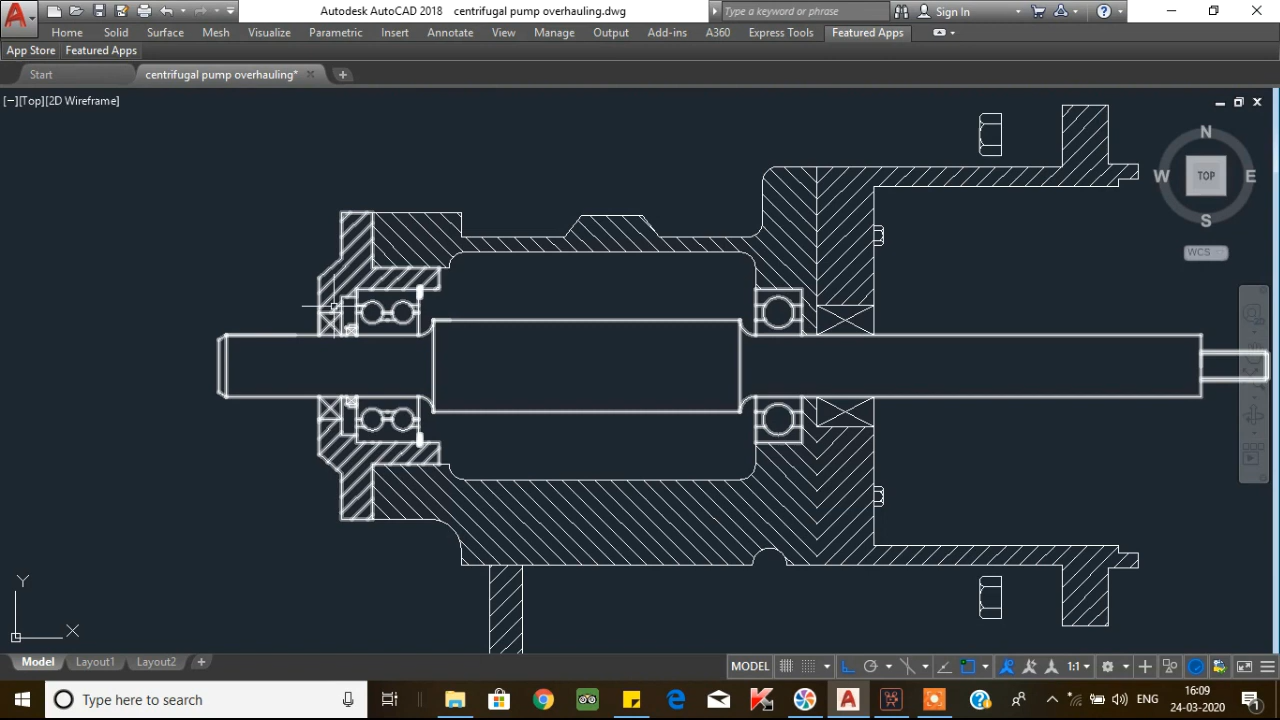 Autodesk AutoCAD 2018 centrifugal pump overhauling.dwg
Type a keyword or phrase
Sign In
Home Solid Surface Mesh Visualize Parametric Insert Annotate View Manage Output Add-ins A360 Express Tools Featured Apps
App Store Featured Apps
Start centrifugal pump overhauling*
[−][Top][2D Wireframe]
N
W TOP E
S
WCS
Y
X
Model Layout1 Layout2
MODEL 1:1
Type here to search
ENG
16:09
24-03-2020
1